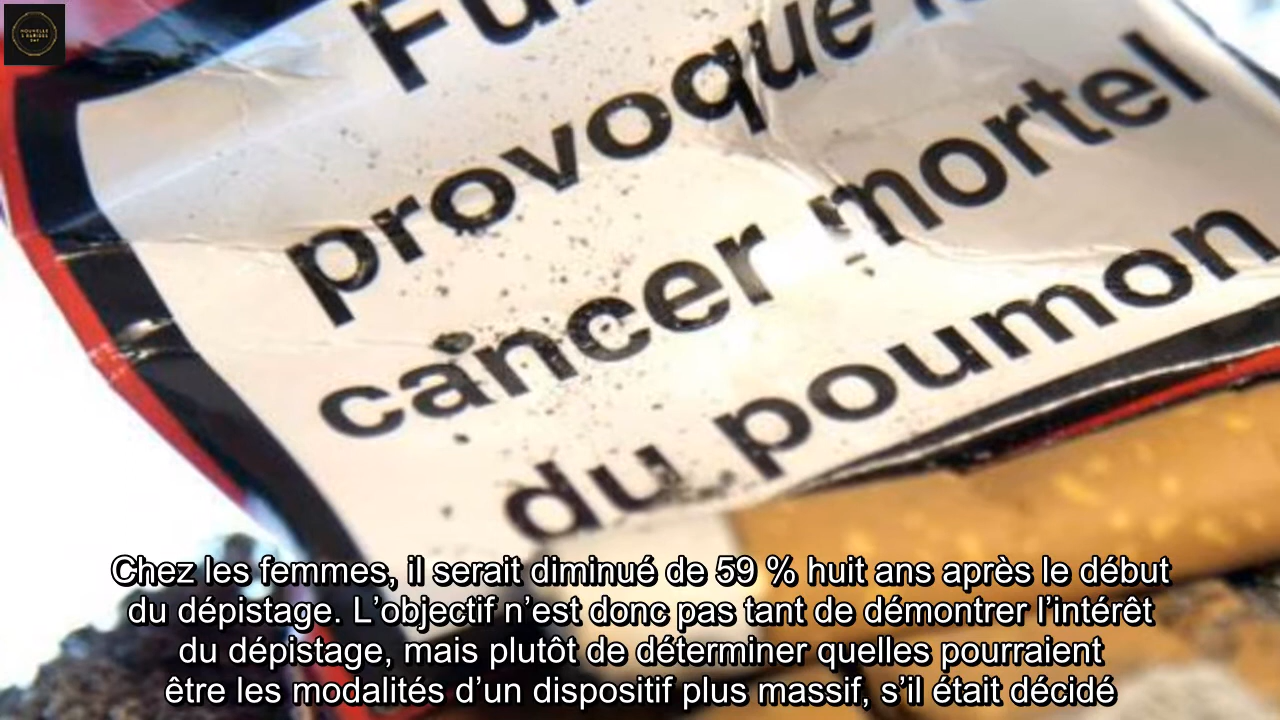 NOUVELLE
provoque
cancer mortel
du poumon
Chez les femmes, il serait diminué de 59 % huit ans après le début
du dépistage. L’objectif n’est donc pas tant de démontrer l’intérêt
du dépistage, mais plutôt de déterminer quelles pourraient
être les modalités d’un dispositif plus massif, s’il était décidé